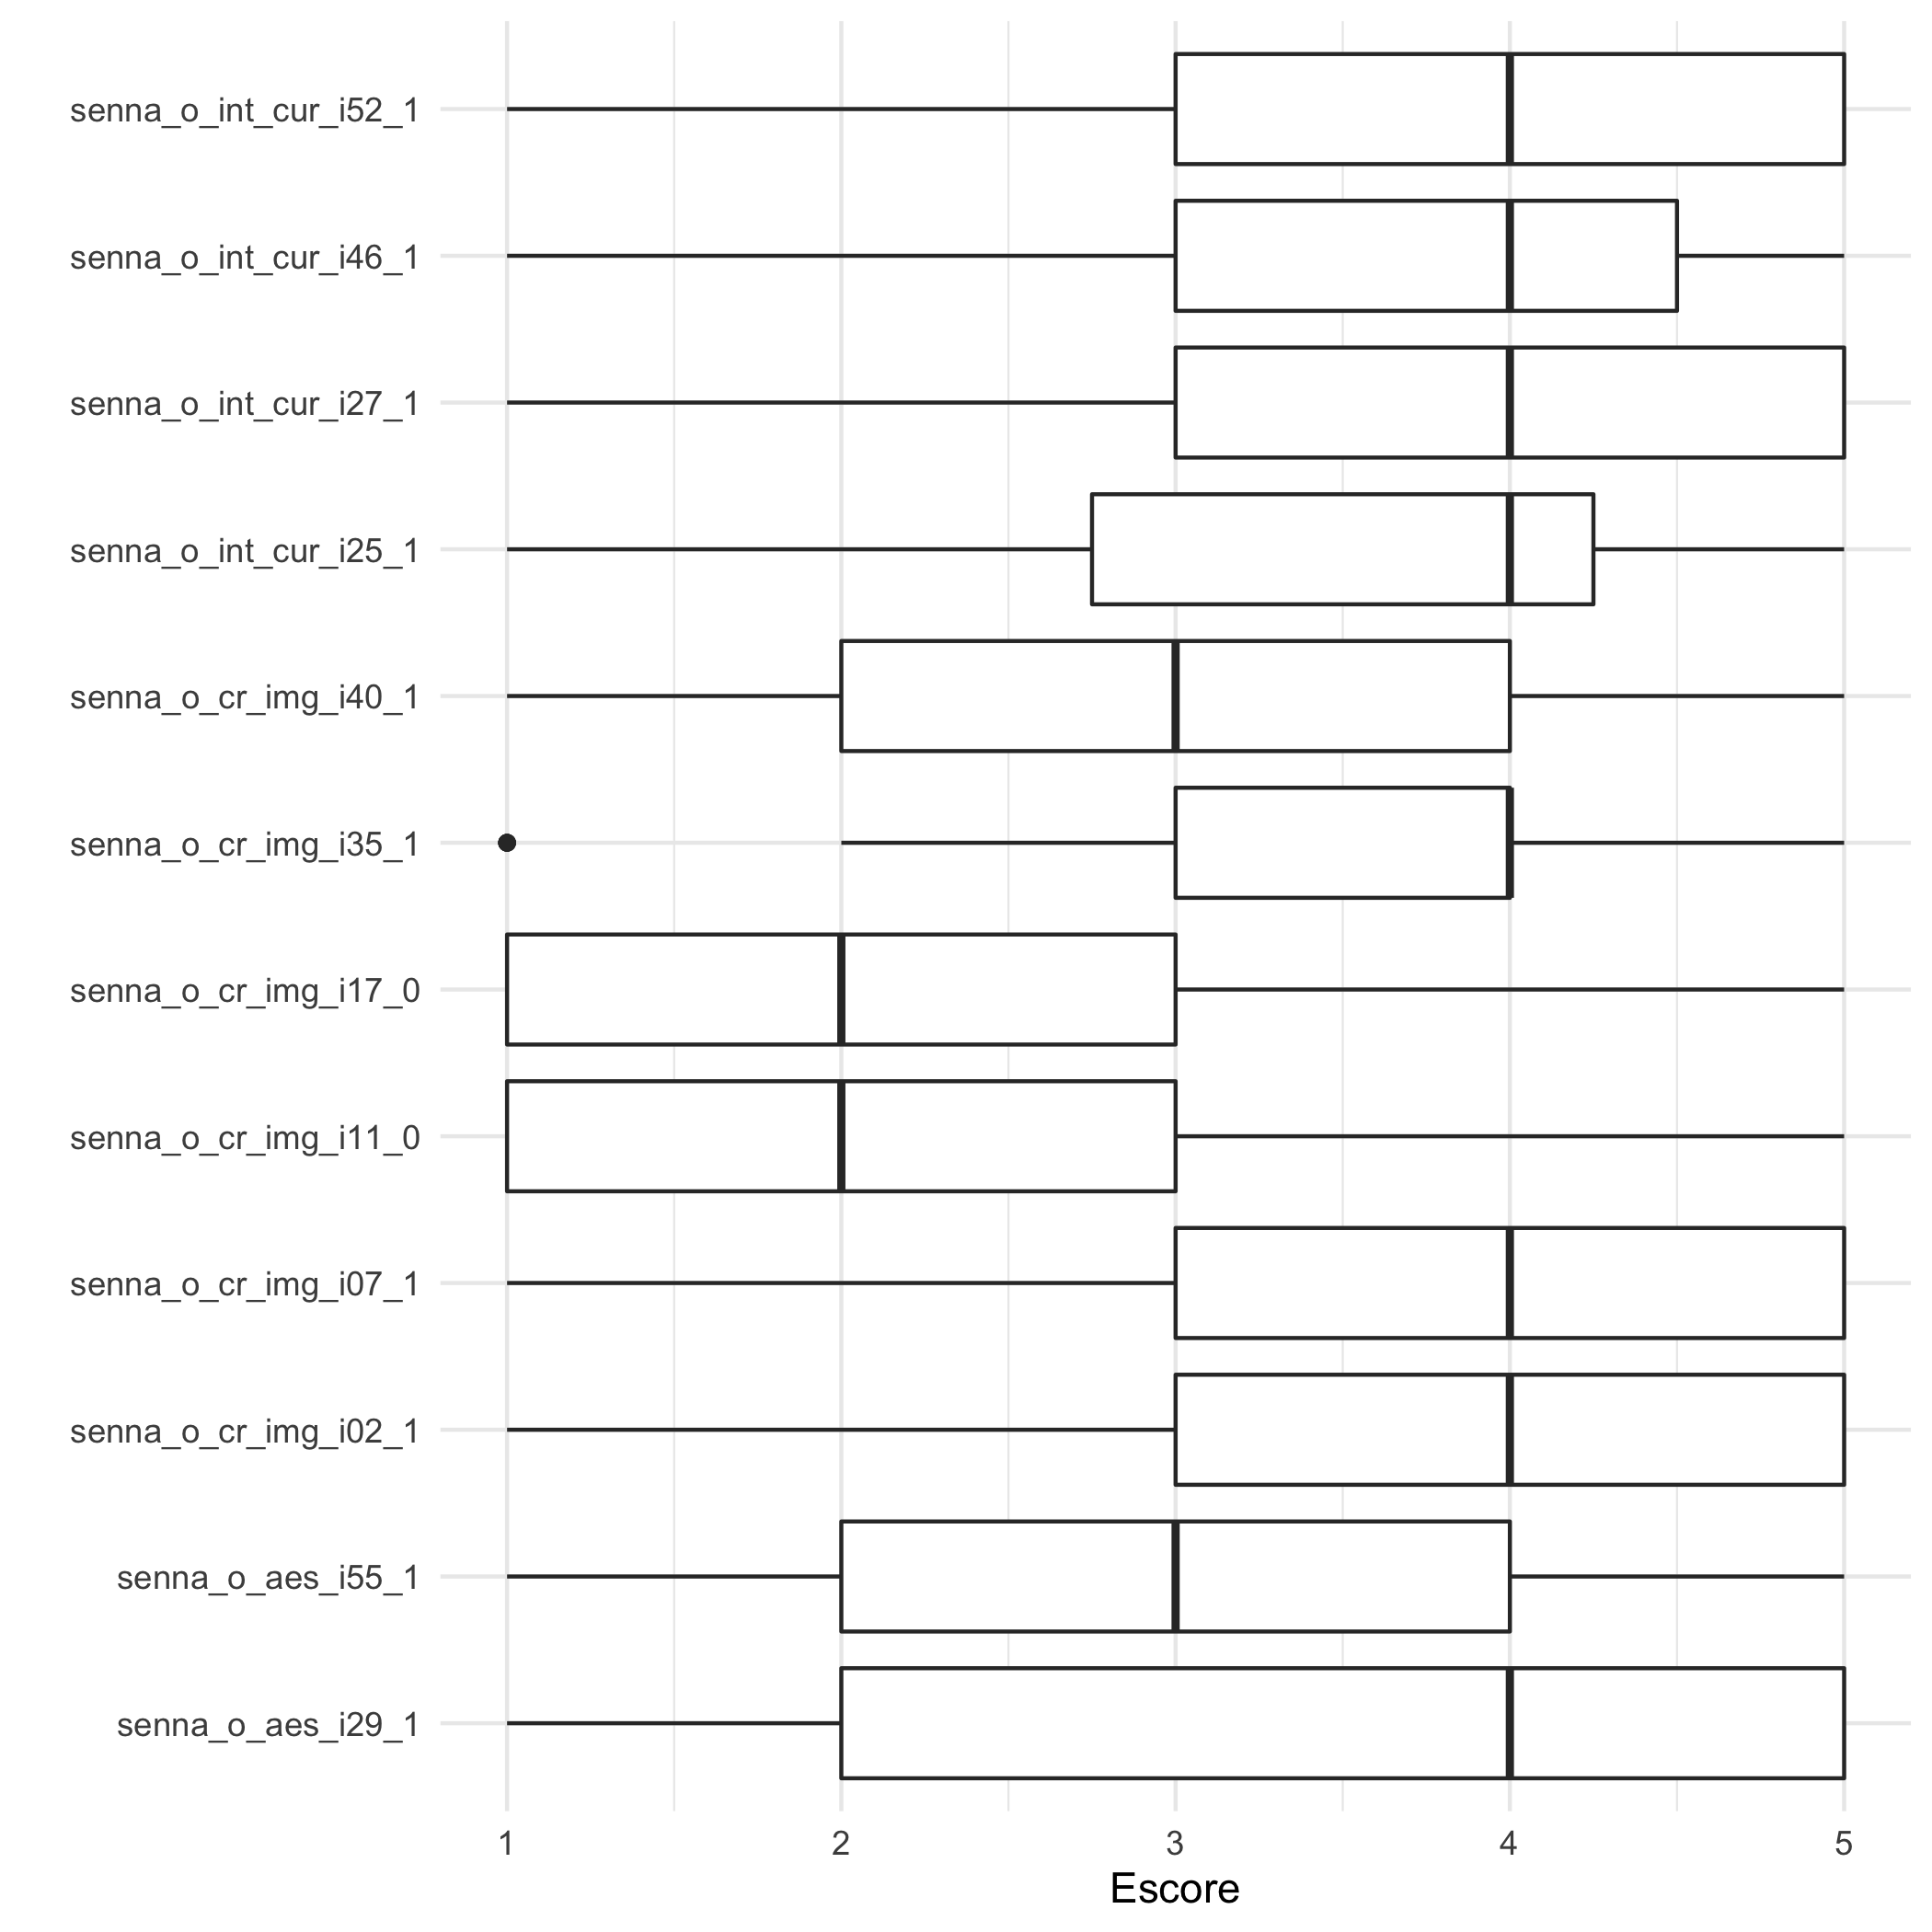 senna_o_int_cur_i52_1
senna_o_int_cur_i46_1
senna_o_int_cur_i27_1
senna_o_int_cur_i25_1
senna_o_cr_img_i40_1
senna_o_cr_img_i35_1
senna_o_cr_img_i17_0
senna_o_cr_img_i11_0
senna_o_cr_img_i07_1
senna_o_cr_img_i02_1
senna_o_aes_i55_1
senna_o_aes_i29_1
1 2 3 4 5
Escore